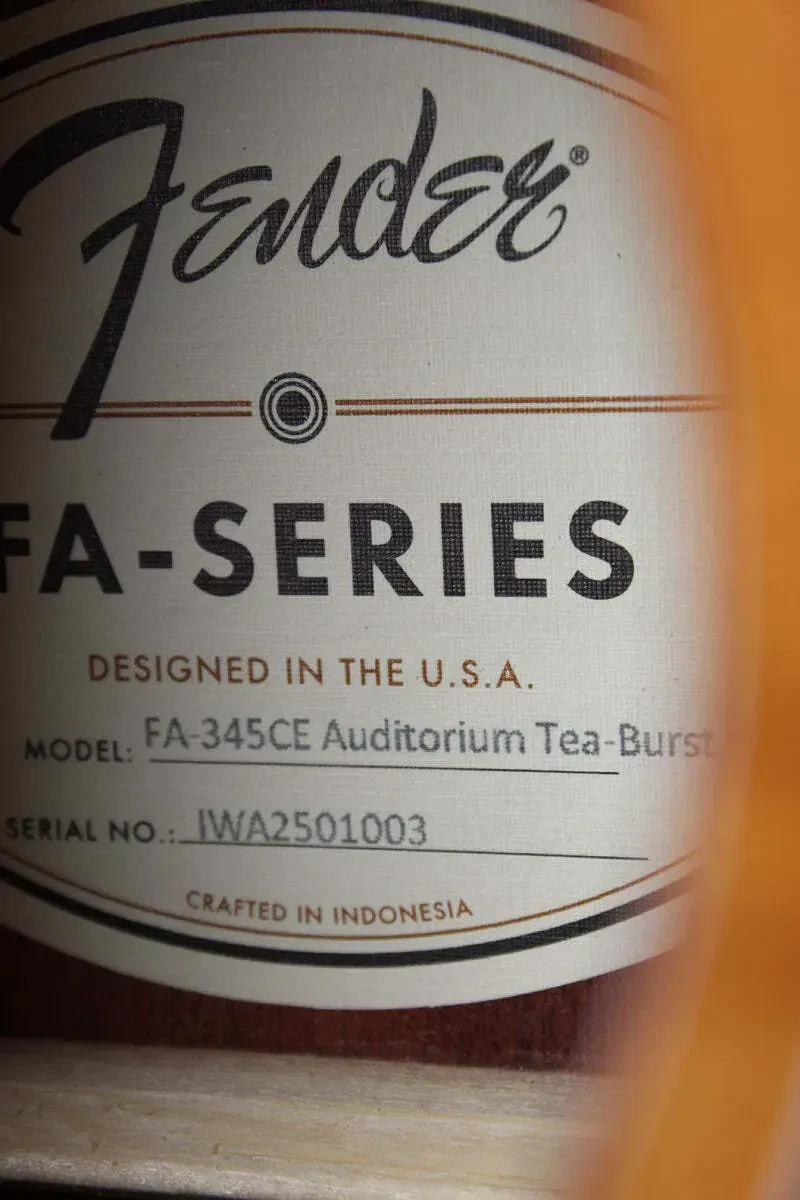 Fender®
FA-SERIES
DESIGNED IN THE U.S.A.
MODEL: FA-345CE Auditorium Tea-Burst
SERIAL NO.: IWA2501003
CRAFTED IN INDONESIA